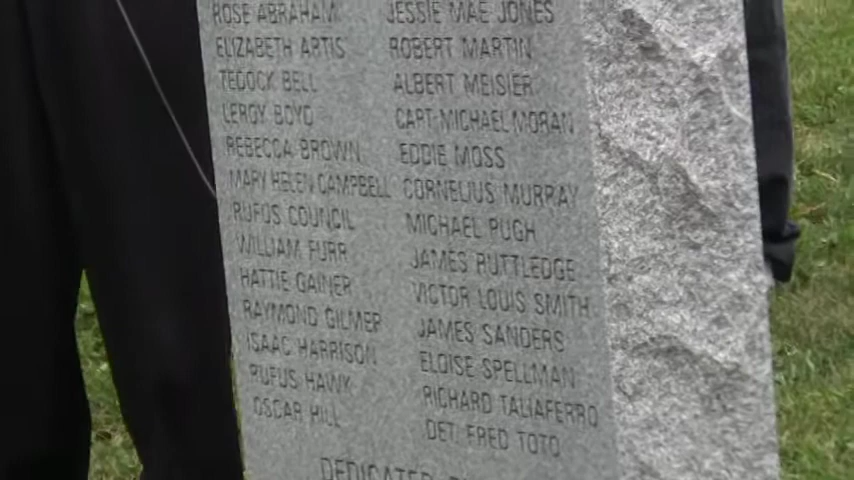 ROSE ABRAHAM
ELIZABETH ARTIS
TEDOCK BELL
LEROY BOYD
REBECCA BROWN
MARY HELEN CAMPBELL
RUFOS COUNCIL
WILLIAM FURR
HATTIE GAINER
RAYMOND GILMER
ISAAC HARRISON
RUFUS HAWK
OSCAR HILL
JESSIE MAE JONES
ROBERT MARTIN
ALBERT MEISIER
CAPT. MICHAEL MORAN
EDDIE MOSS
CORNELIUS MURRAY
MICHAEL PUGH
JAMES RUTTLEDGE
VICTOR LOUIS SMITH
JAMES SANDERS
ELOISE SPELLMAN
RICHARD TALIAFERRO
DET. FRED TOTO
DEDICATED